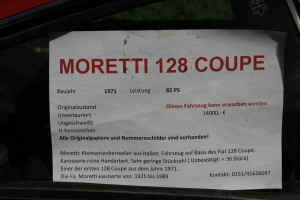 MORETTI 128 COUPE
Baujahr 1971 Leistung 82 PS
Originalzustand Dieses Fahrzeug kann erworben werden
Unrestauriert 14000,- €
Ungeschweißt
H-Kennzeichen
Alle Originalpapiere und Nummernschilder sind vorhanden!
Moretti: Kleinserienhersteller aus Italien. Fahrzeug auf Basis des Fiat 128 Coupe.
Karosserie reine Handarbeit. Sehr geringe Stückzahl ( Unbestätigt: < 36 Stück)
Einer der ersten 128 Coupe aus dem Jahre 1971.
Die Fa. Moretti existierte von: 1925 bis 1989 Kontakt: 0151/41636097